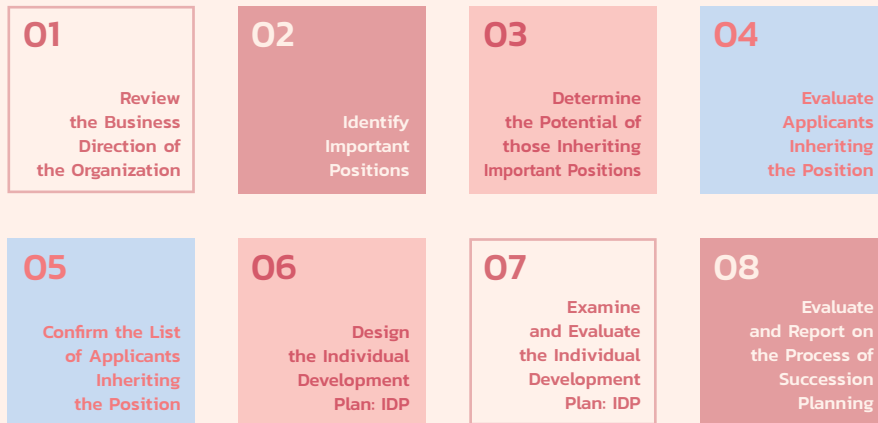 01
Review
the Business
Direction of
the Organization
02
Identify
Important
Positions
03
Determine
the Potential of
those Inheriting
Important Positions
04
Evaluate
Applicants
Inheriting
the Position
05
Confirm the List
of Applicants
Inheriting
the Position
06
Design
the Individual
Development
Plan: IDP
07
Examine
and Evaluate
the Individual
Development
Plan: IDP
08
Evaluate
and Report on
the Process of
Succession
Planning